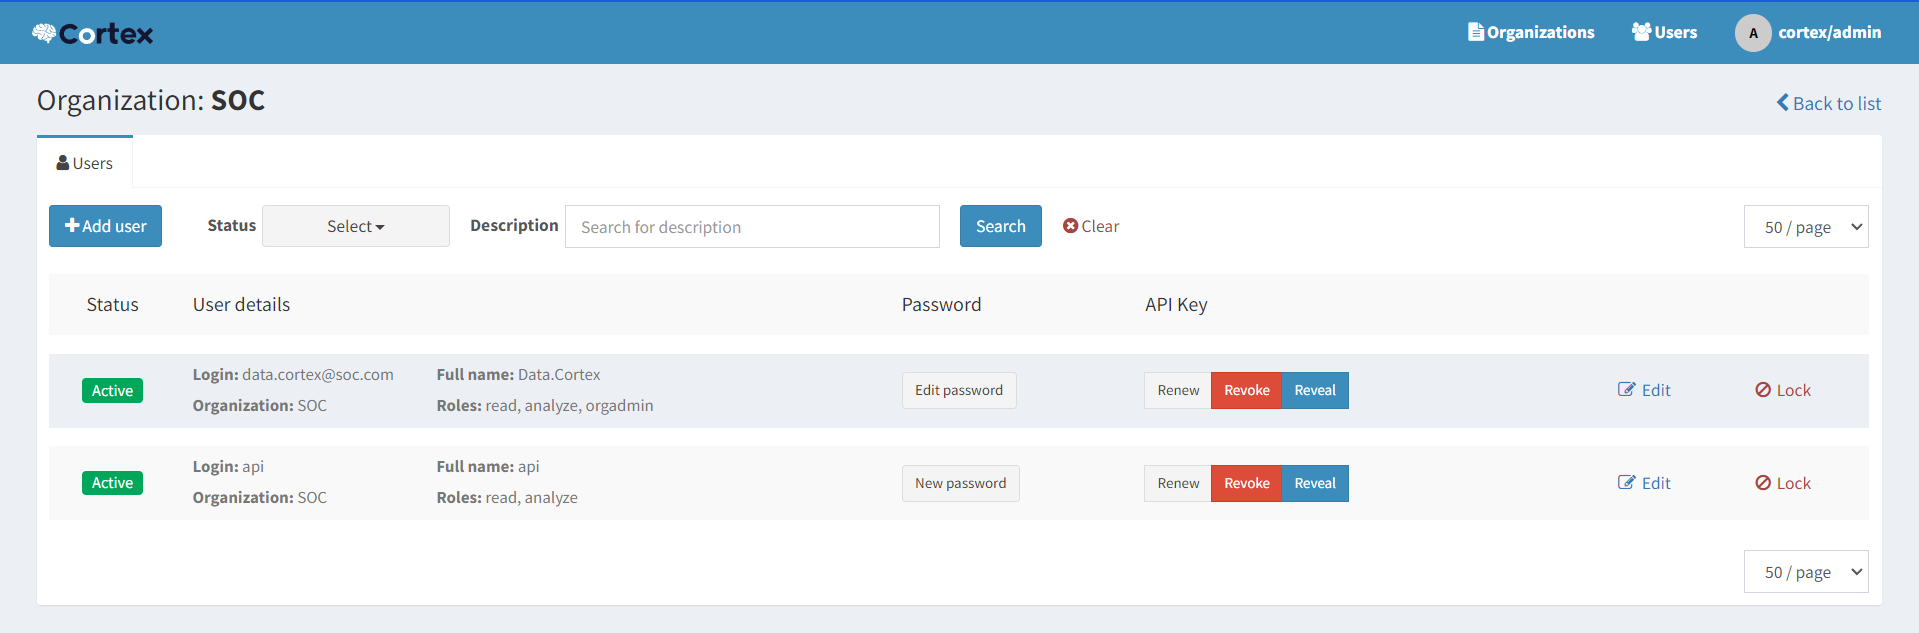 Cortex
Organizations Users A cortex/admin
Organization: SOC
Back to list
Users
Add user Status Select Description Search for description Search Clear 50 / page
Status User details Password API Key
Active Login: data.cortex@soc.com Full name: Data.Cortex Edit password Renew Revoke Reveal Edit Lock
Organization: SOC Roles: read, analyze, orgadmin
Active Login: api Full name: api New password Renew Revoke Reveal Edit Lock
Organization: SOC Roles: read, analyze
50 / page